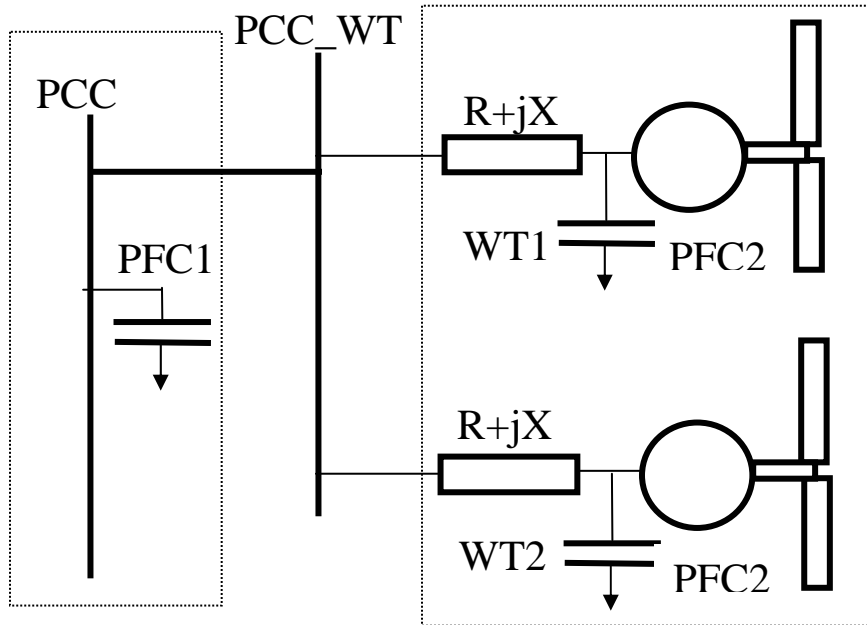 PCC_WT
PCC
R+jX
PFC1
WT1
PFC2
R+jX
WT2
PFC2